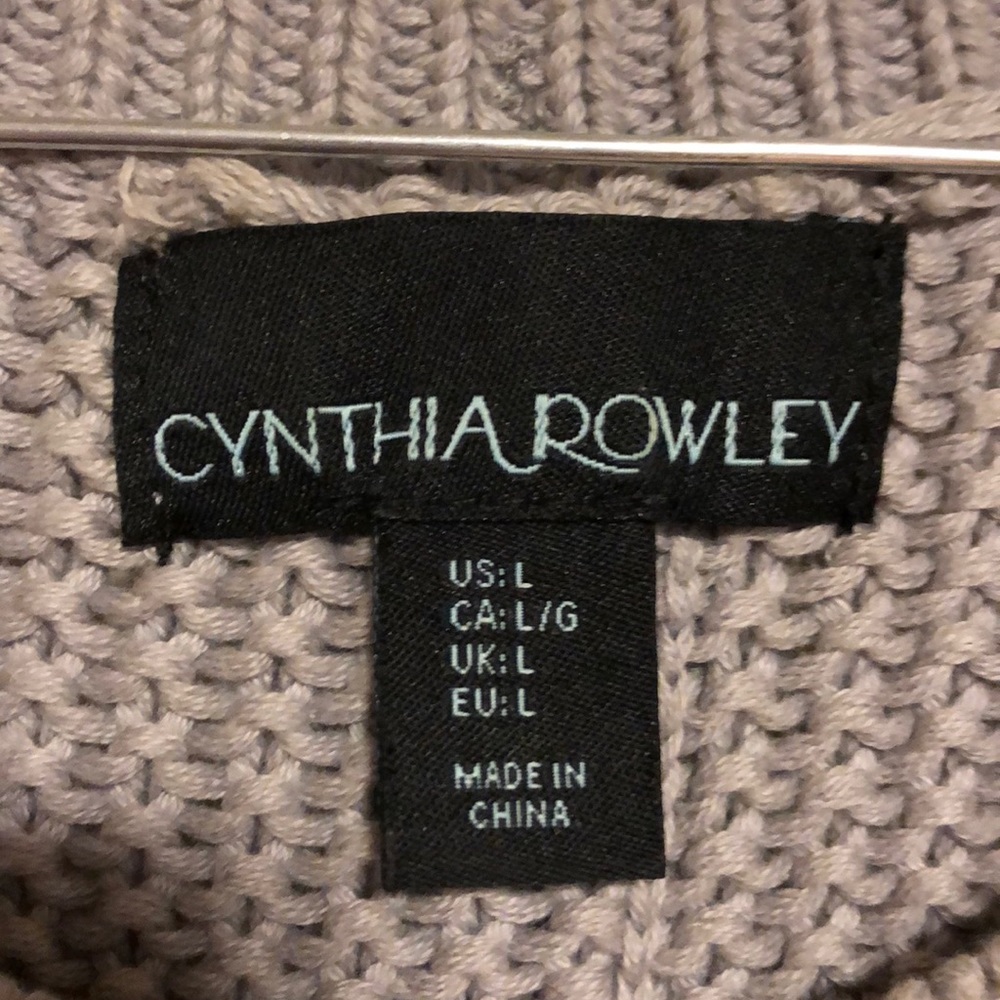 CYNTHIA ROWLEY
US: L
CA: L/G
UK: L
EU: L
MADE IN
CHINA